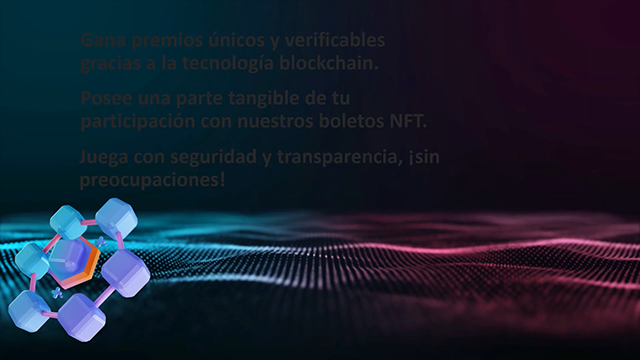 Gana premios únicos y verificables
gracias a la tecnología blockchain.
Posee una parte tangible de tu
participación con nuestros boletos NFT.
Juega con seguridad y transparencia, ¡sin
preocupaciones!